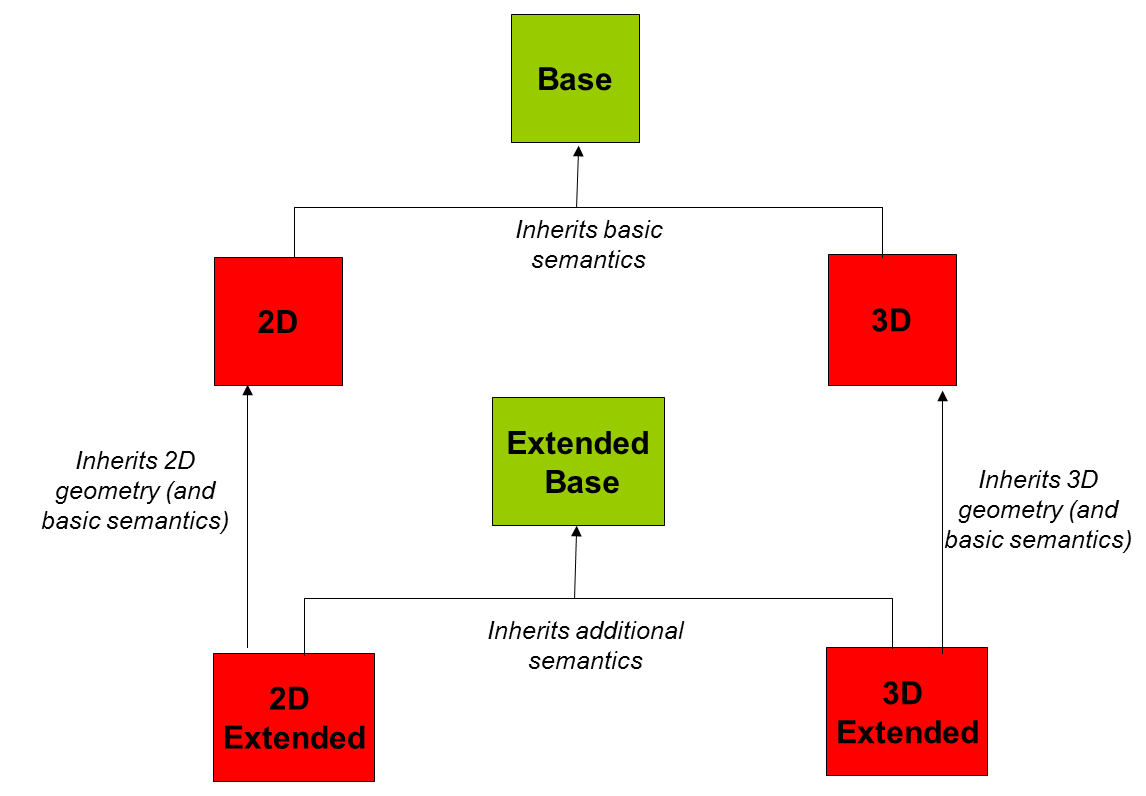 Base
Inherits basic
semantics
2D
3D
Extended
Base
Inherits 2D
geometry (and
basic semantics)
Inherits 3D
geometry (and
basic semantics)
Inherits additional
semantics
2D
Extended
3D
Extended